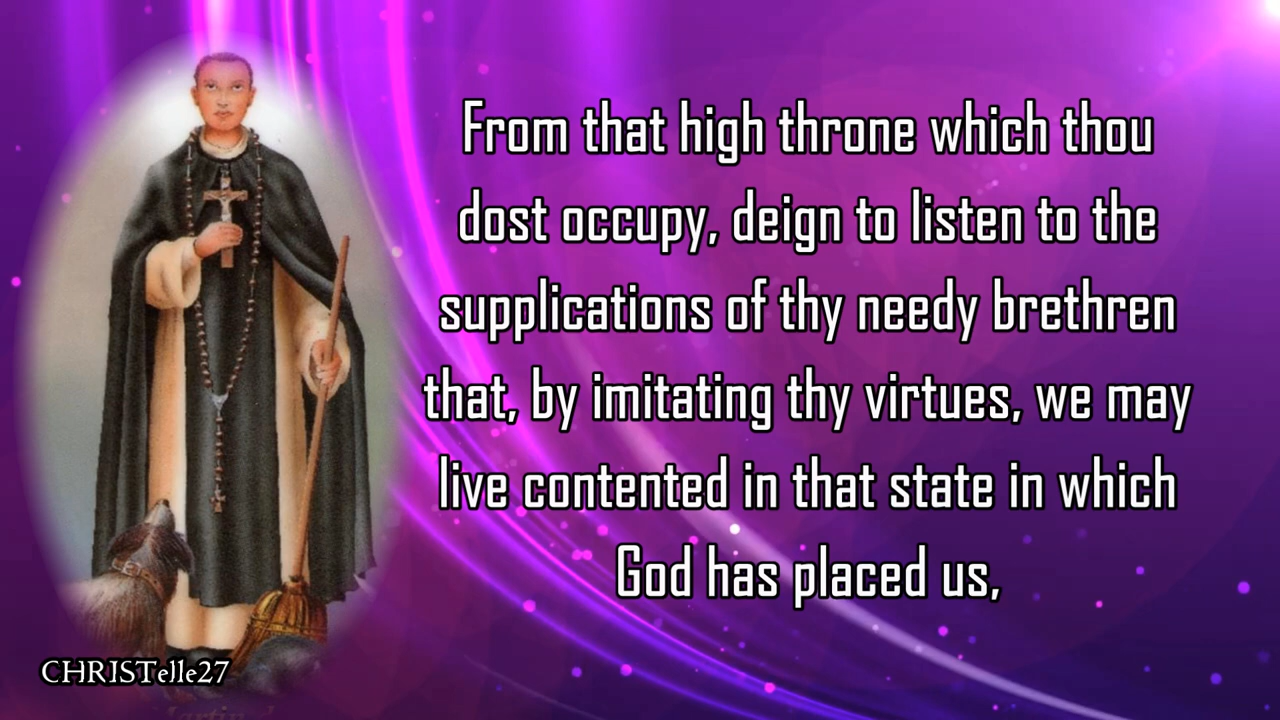 From that high throne which thou
dost occupy, deign to listen to the
supplications of thy needy brethren
that, by imitating thy virtues, we may
live contented in that state in which
God has placed us,
CHRISTelle27